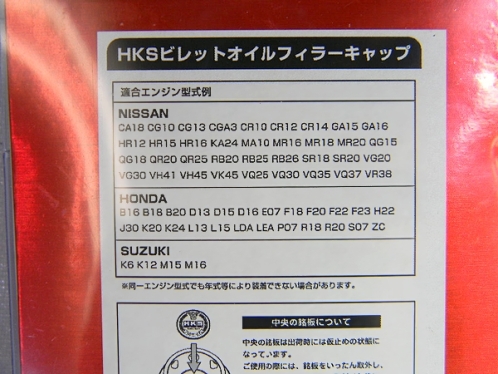 HKSビレットオイルフィラーキャップ
適合エンジン型式例
NISSAN
CA18 CG10 CG13 CGA3 CR10 CR12 CR14 GA15 GA16
HR12 HR15 HR16 KA24 MA10 MR16 MR18 MR20 QG15
QG18 QR20 QR25 RB20 RB25 RB26 SR18 SR20 VG20
VG30 VH41 VH45 VK45 VQ25 VQ30 VQ35 VQ37 VR38
HONDA
B16 B18 B20 D13 D15 D16 E07 F18 F20 F22 F23 H22
J30 K20 K24 L13 L15 LDA LEA P07 R18 R20 S07 ZC
SUZUKI
K6 K12 M15 M16
※同一エンジン型式でも年式等により装着できない場合があります。
HKS
中央の銘板について
中央の銘板は出荷時には仮止めの状態に
なっています。
ご使用の際には、銘板をいったん取外し、